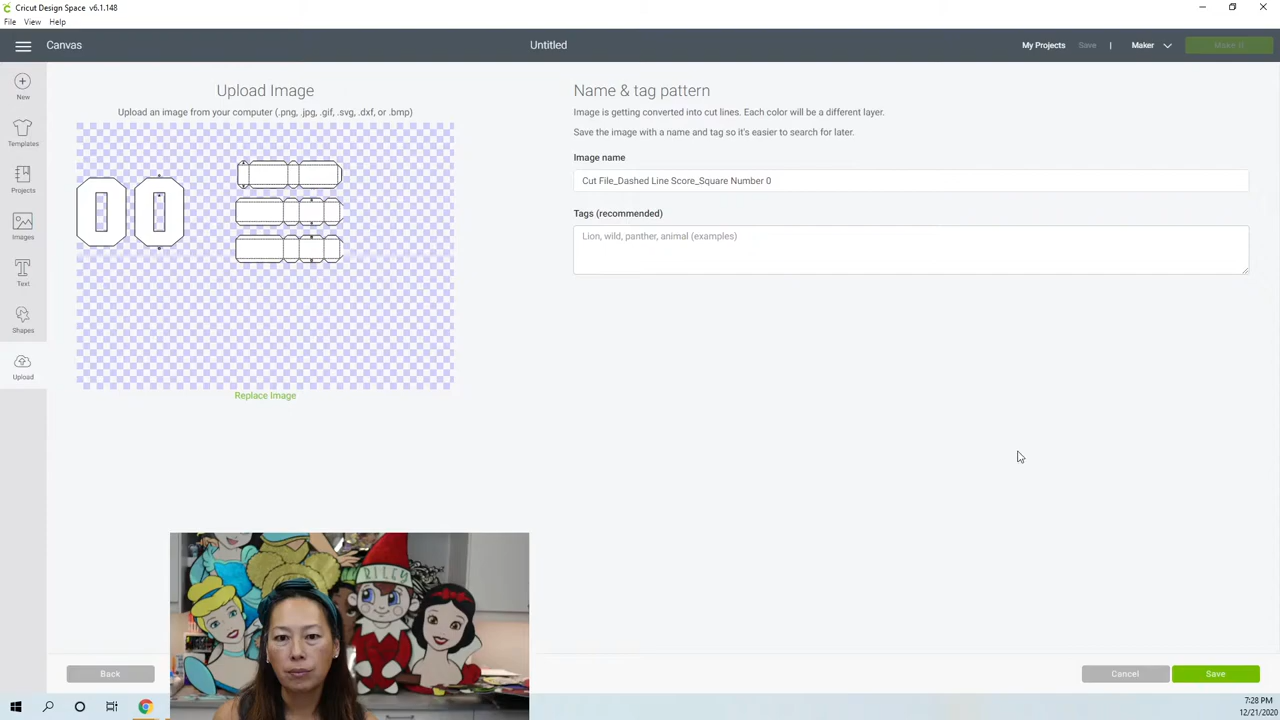 Cricut Design Space v6.1.148
File View Help
Canvas
Untitled
My Projects Save | Maker Make It
New
Templates
Projects
Images
Text
Shapes
Upload
Upload Image
Upload an image from your computer (.png, .jpg, .gif, .svg, .dxf, or .bmp)
Replace Image
Name & tag pattern
Image is getting converted into cut lines. Each color will be a different layer.
Save the image with a name and tag so it's easier to search for later.
Image name
Cut File_Dashed Line Score_Square Number 0
Tags (recommended)
Lion, wild, panther, animal (examples)
RILEY
Back
Cancel Save
7:28 PM
12/21/2020